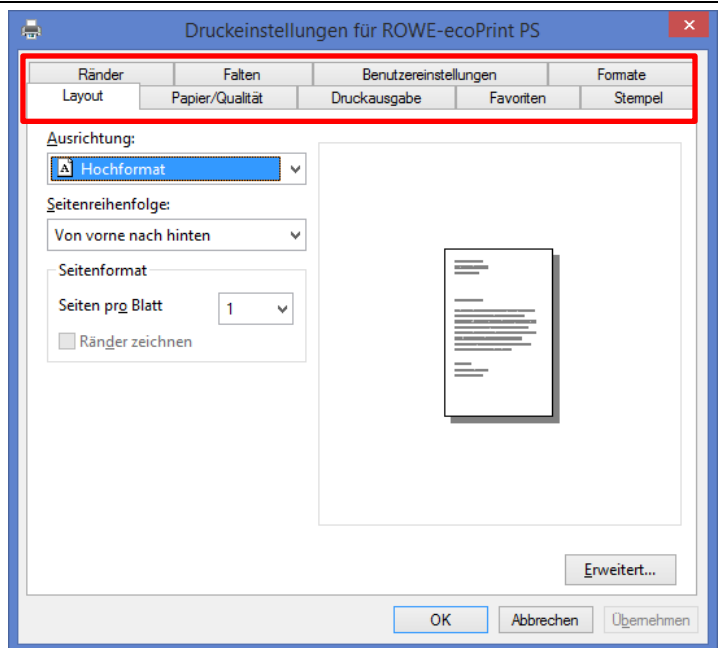 Druckeinstellungen für ROWE-ecoPrint PS
Ränder Falten Benutzereinstellungen Formate
Layout Papier/Qualität Druckausgabe Favoriten Stempel
Ausrichtung:
A Hochformat
Seitenreihenfolge:
Von vorne nach hinten
Seitenformat
Seiten pro Blatt 1
Ränder zeichnen
Erweitert...
OK Abbrechen Übernehmen